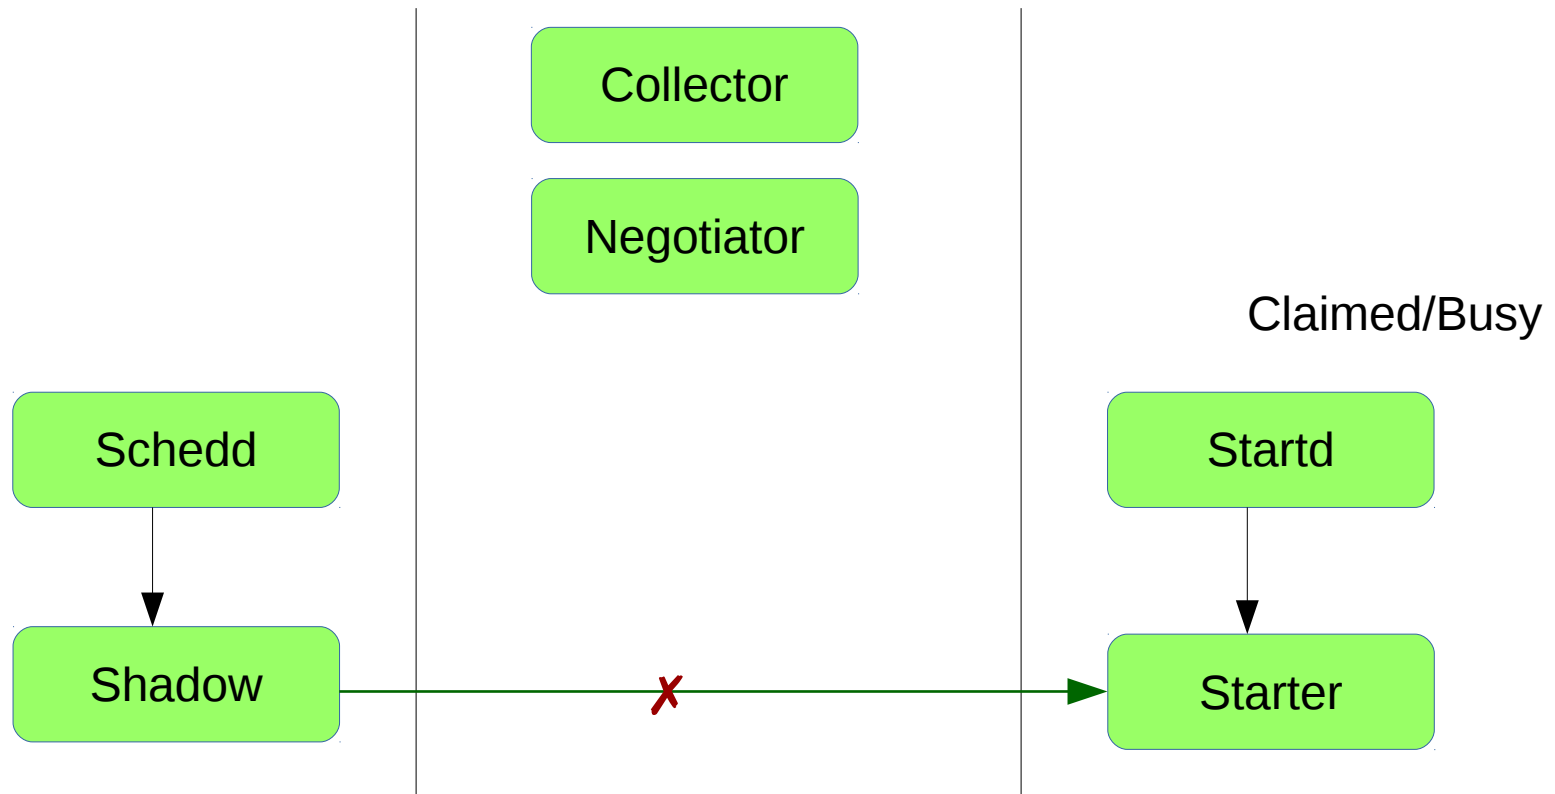 Collector
Negotiator
Claimed/Busy
Schedd
Startd
Shadow
✗
Starter